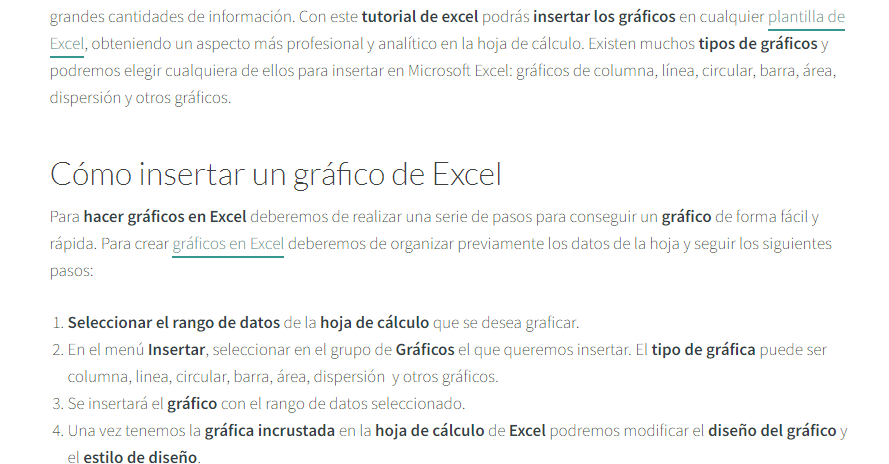 grandes cantidades de información. Con este tutorial de excel podrás insertar los gráficos en cualquier plantilla de
Excel, obteniendo un aspecto más profesional y analítico en la hoja de cálculo. Existen muchos tipos de gráficos y
podremos elegir cualquiera de ellos para insertar en Microsoft Excel: gráficos de columna, línea, circular, barra, área,
dispersión y otros gráficos.
Cómo insertar un gráfico de Excel
Para hacer gráficos en Excel deberemos de realizar una serie de pasos para conseguir un gráfico de forma fácil y
rápida. Para crear gráficos en Excel deberemos de organizar previamente los datos de la hoja y seguir los siguientes
pasos:
1. Seleccionar el rango de datos de la hoja de cálculo que se desea graficar.
2. En el menú Insertar, seleccionar en el grupo de Gráficos el que queremos insertar. El tipo de gráfica puede ser
columna, linea, circular, barra, área, dispersión y otros gráficos.
3. Se insertará el gráfico con el rango de datos seleccionado.
4. Una vez tenemos la gráfica incrustada en la hoja de cálculo de Excel podremos modificar el diseño del gráfico y
el estilo de diseño.